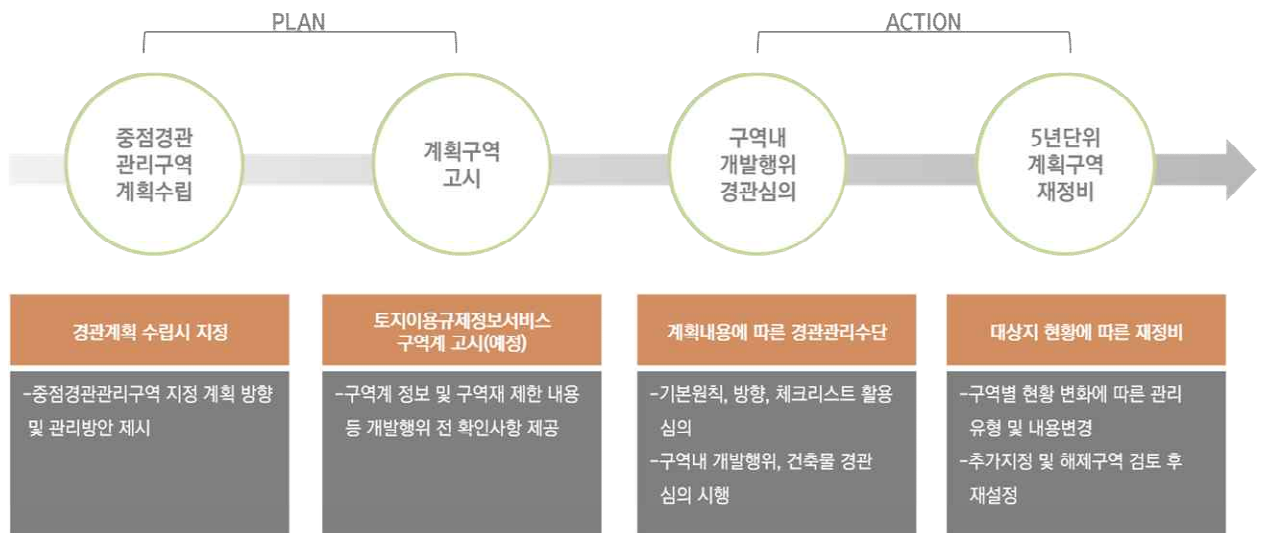 PLAN
ACTION
중점경관
관리구역
계획수립
계획구역
고시
구역내
개발행위
경관심의
5년단위
계획구역
재정비
경관계획 수립시 지정
-중점경관관리구역 지정 계획 방향
및 관리방안 제시
토지이용규제정보서비스
구역계 고시(예정)
-구역계 정보 및 구역재 제한 내용
등 개발행위 전 확인사항 제공
계획내용에 따른 경관관리수단
-기본원칙, 방향, 체크리스트 활용
심의
-구역내 개발행위, 건축물 경관
심의 시행
대상지 현황에 따른 재정비
-구역별 현황 변화에 따른 관리
유형 및 내용변경
-추가지정 및 해제구역 검토 후
재설정